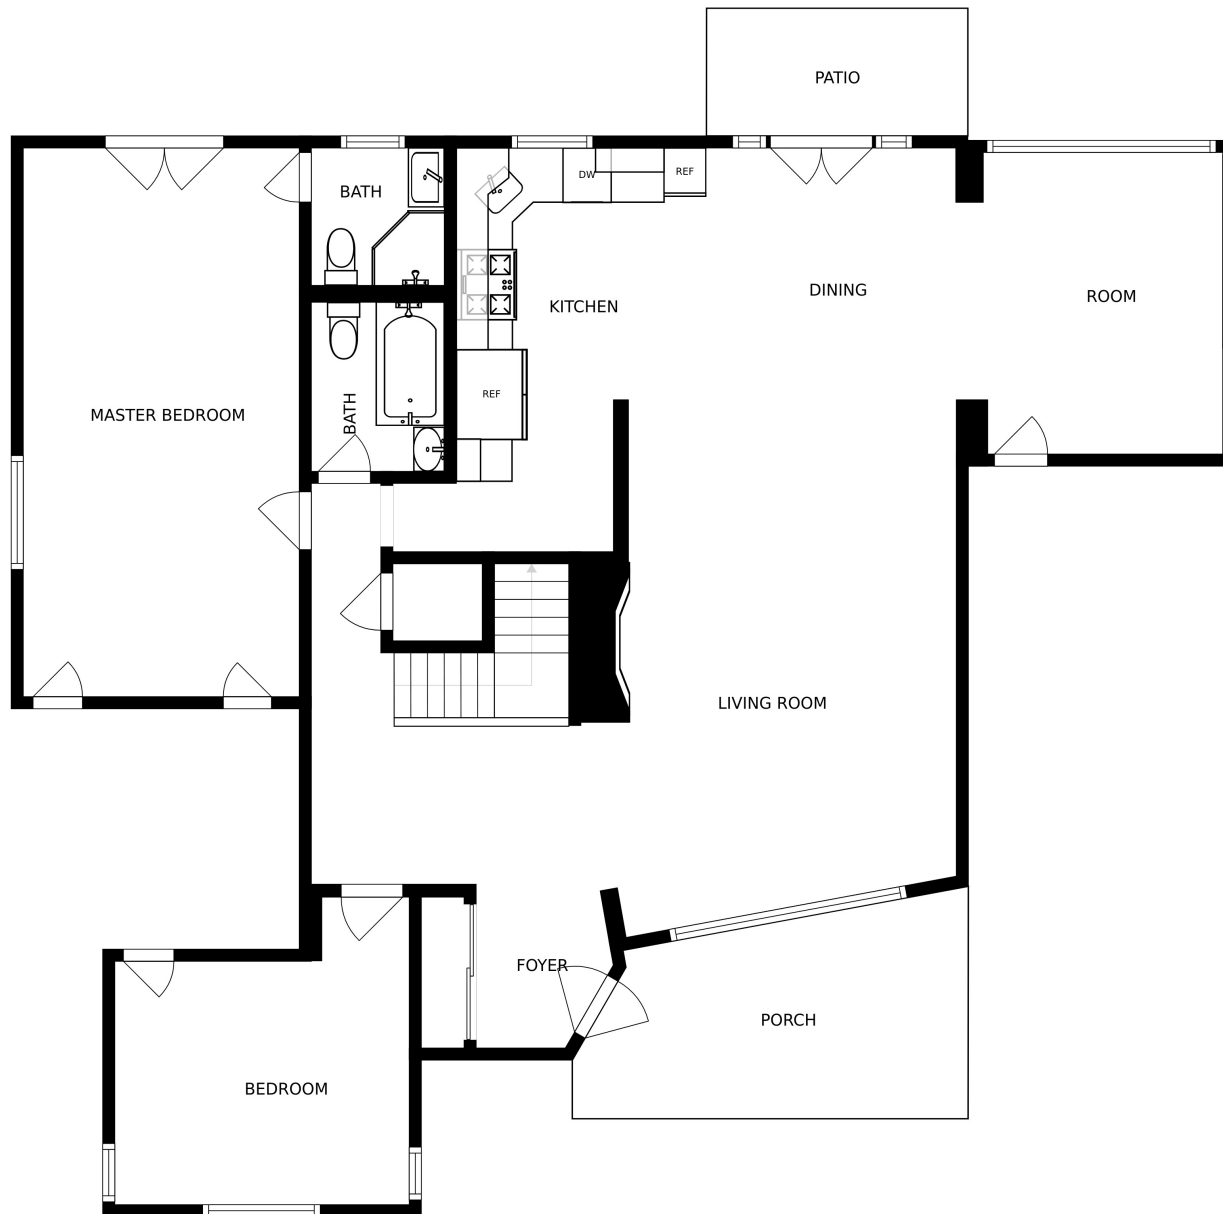 PATIO
BATH
DW
REF
KITCHEN
DINING
ROOM
REF
BATH
MASTER BEDROOM
LIVING ROOM
FOYER
PORCH
BEDROOM